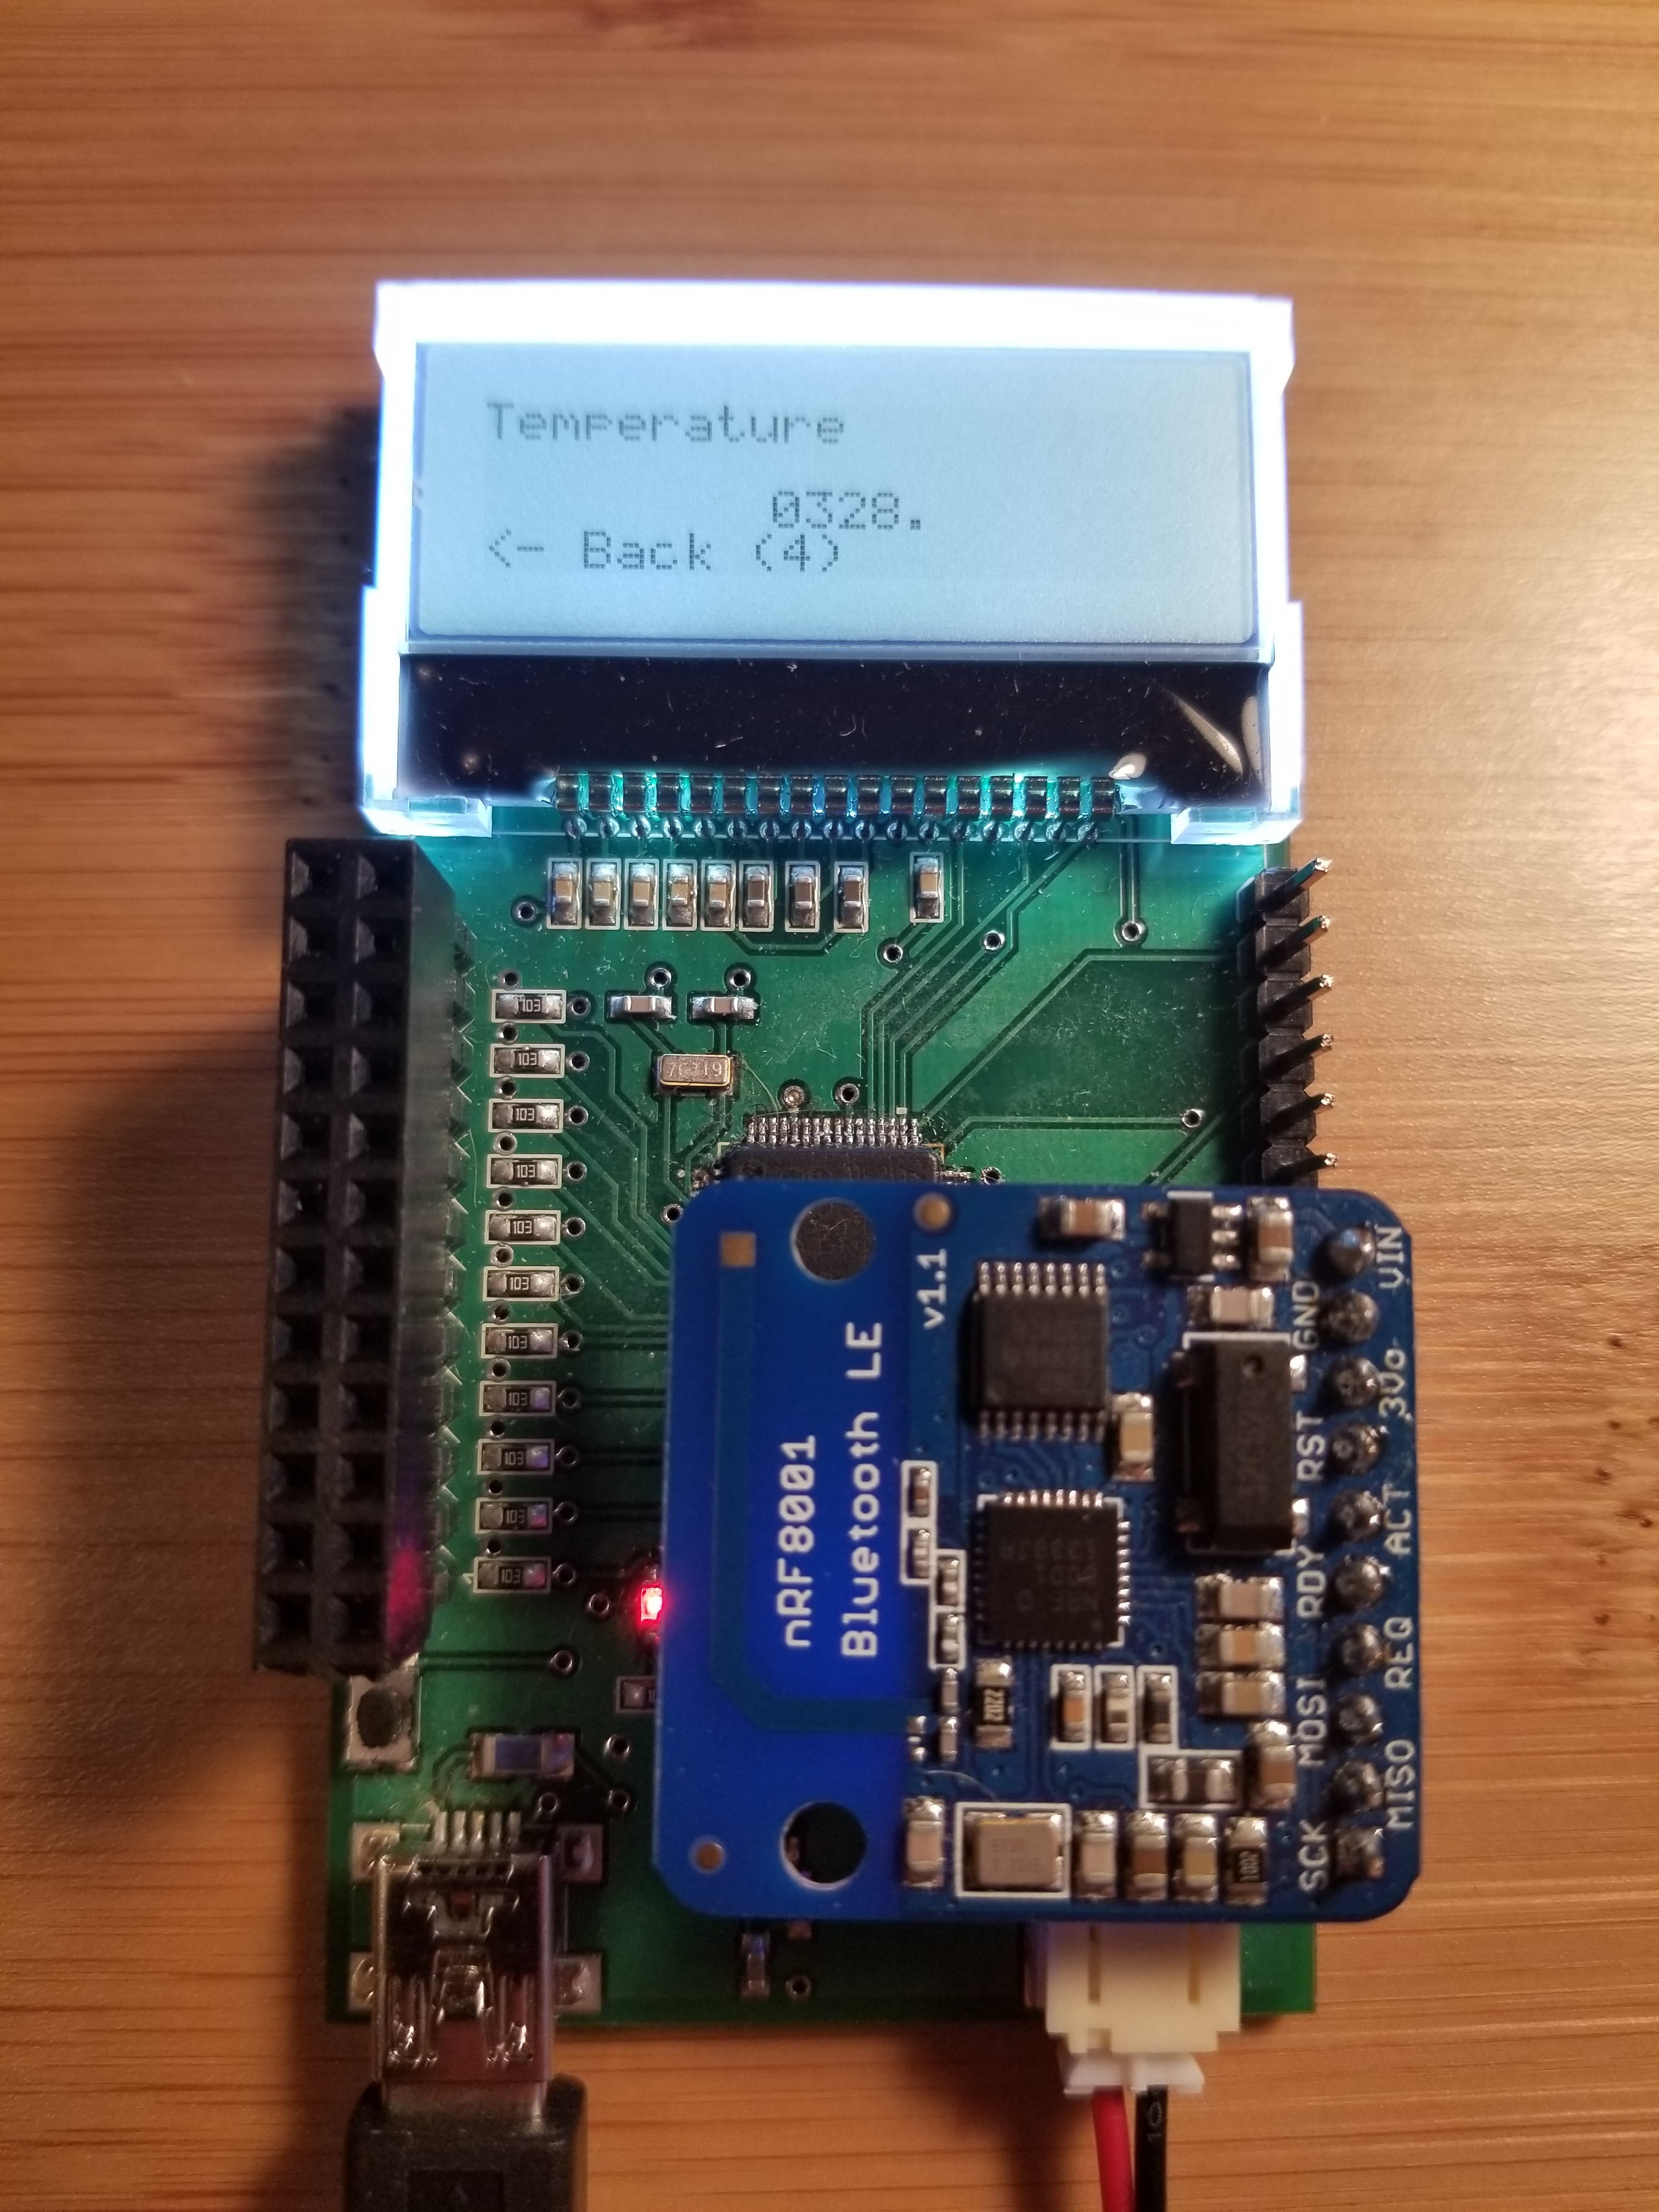 Temperature
0328.
<- Back (4)
103
103
103
103
103
103
103
103
103
103
103
v1.1
nRF8001
Bluetooth LE
VIN
GND
3Vo
RST
ACT
RDY
REQ
MOSI
MISO
SCK
2202